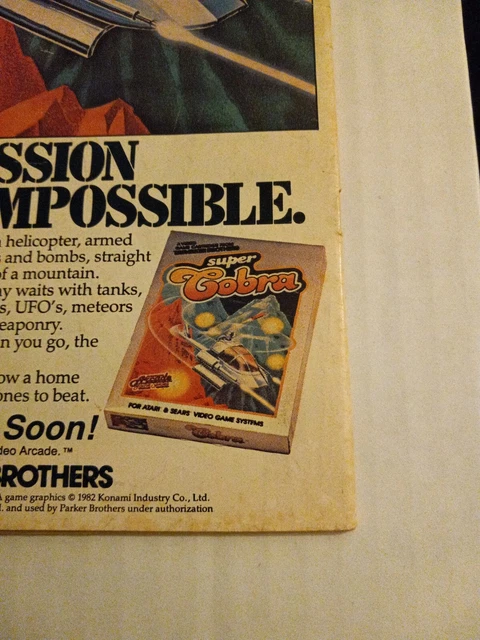 SSION
MPOSSIBLE.
helicopter, armed
s and bombs, straight
of a mountain.
ny waits with tanks,
s, UFO's, meteors
eaponry.
n you go, the
ow a home
ones to beat.
super
Cobra
FOR ATARI & SEARS VIDEO GAME SYSTEMS
Cobra
Soon!
deo Arcade.™
BROTHERS
A game graphics © 1982 Konami Industry Co., Ltd.
d. and used by Parker Brothers under authorization